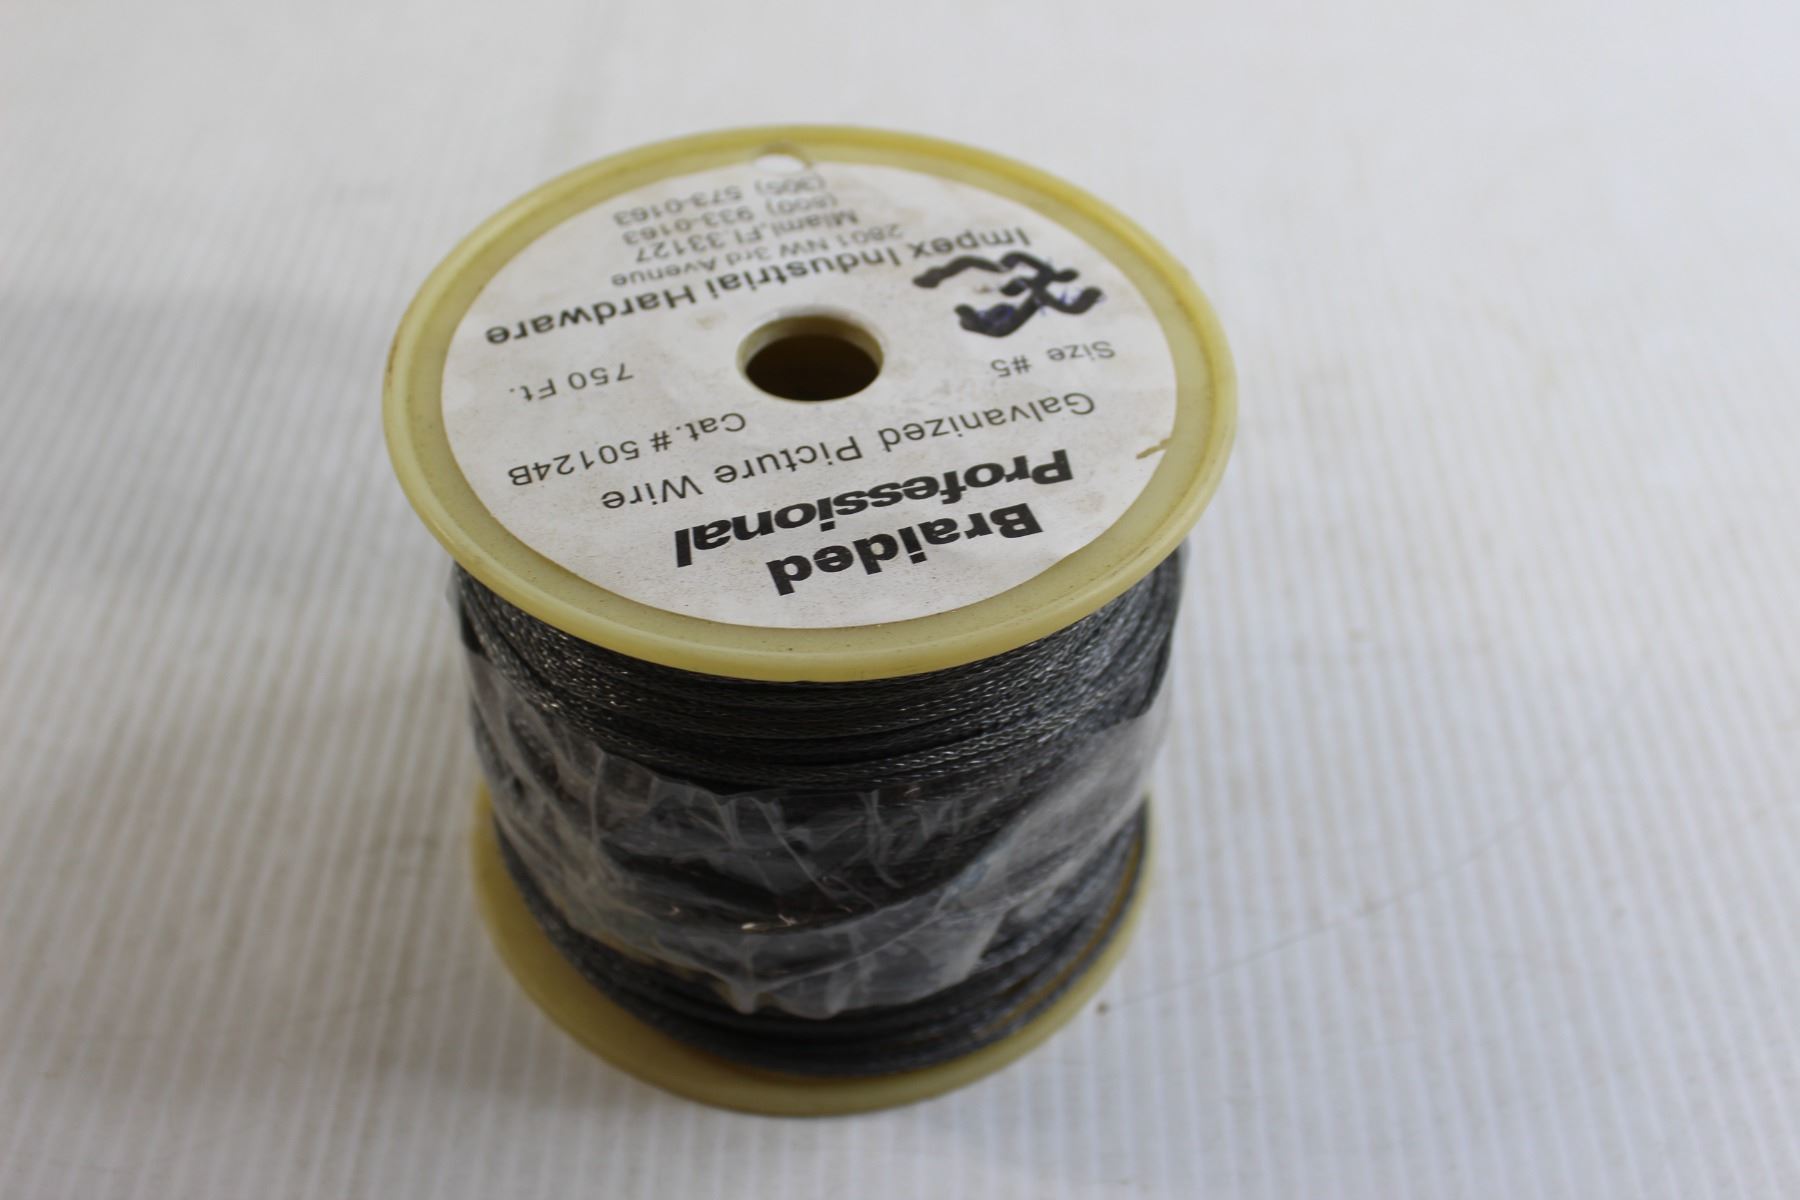 Braided
Professional
Galvanized Picture Wire
Cat.# 50124B
Size #5
750 Ft.
Impex Industrial Hardware
2801 NW 3rd Avenue
Miami,Fl.33127
(800) 933-0163
(305) 573-0163